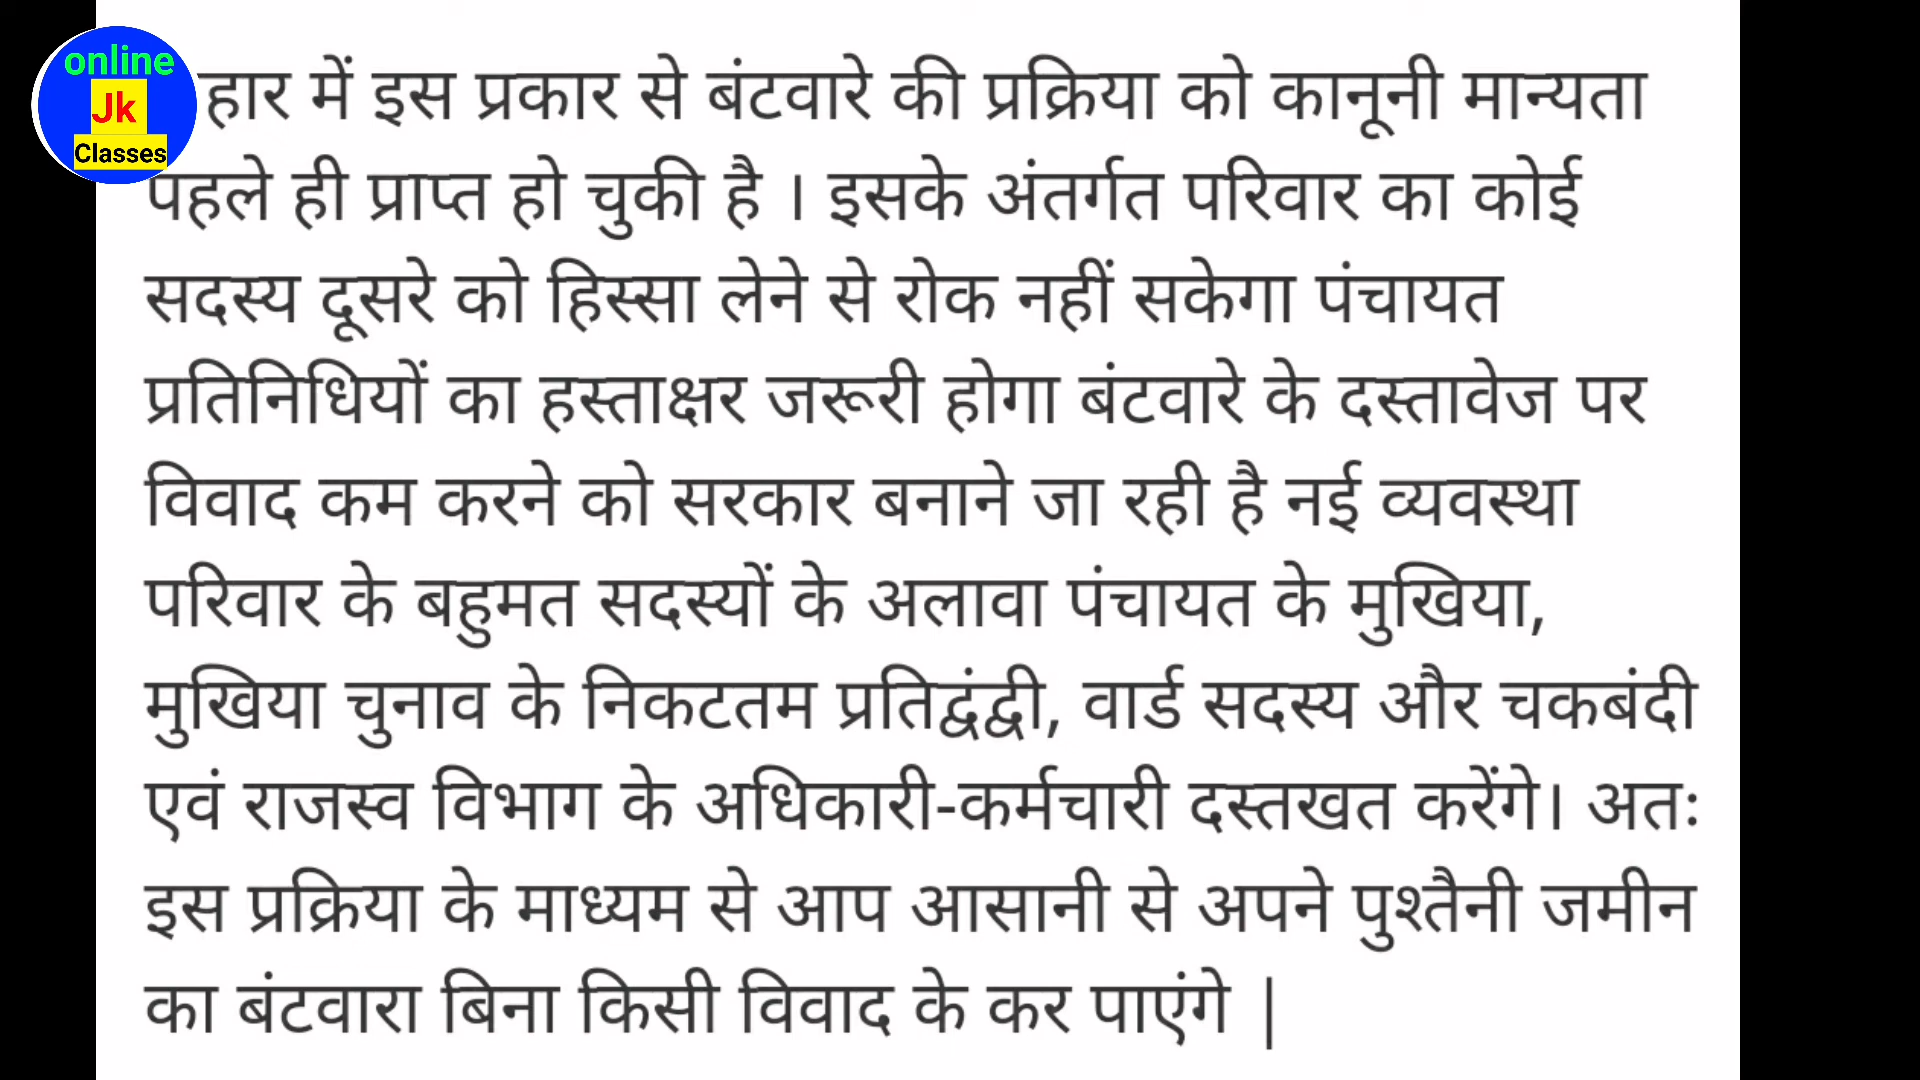 online
Jk
Classes
हार में इस प्रकार से बंटवारे की प्रक्रिया को कानूनी मान्यता
पहले ही प्राप्त हो चुकी है । इसके अंतर्गत परिवार का कोई
सदस्य दूसरे को हिस्सा लेने से रोक नहीं सकेगा पंचायत
प्रतिनिधियों का हस्ताक्षर जरूरी होगा बंटवारे के दस्तावेज पर
विवाद कम करने को सरकार बनाने जा रही है नई व्यवस्था
परिवार के बहुमत सदस्यों के अलावा पंचायत के मुखिया,
मुखिया चुनाव के निकटतम प्रतिद्वंद्वी, वार्ड सदस्य और चकबंदी
एवं राजस्व विभाग के अधिकारी-कर्मचारी दस्तखत करेंगे। अतः
इस प्रक्रिया के माध्यम से आप आसानी से अपने पुश्तैनी जमीन
का बंटवारा बिना किसी विवाद के कर पाएंगे |